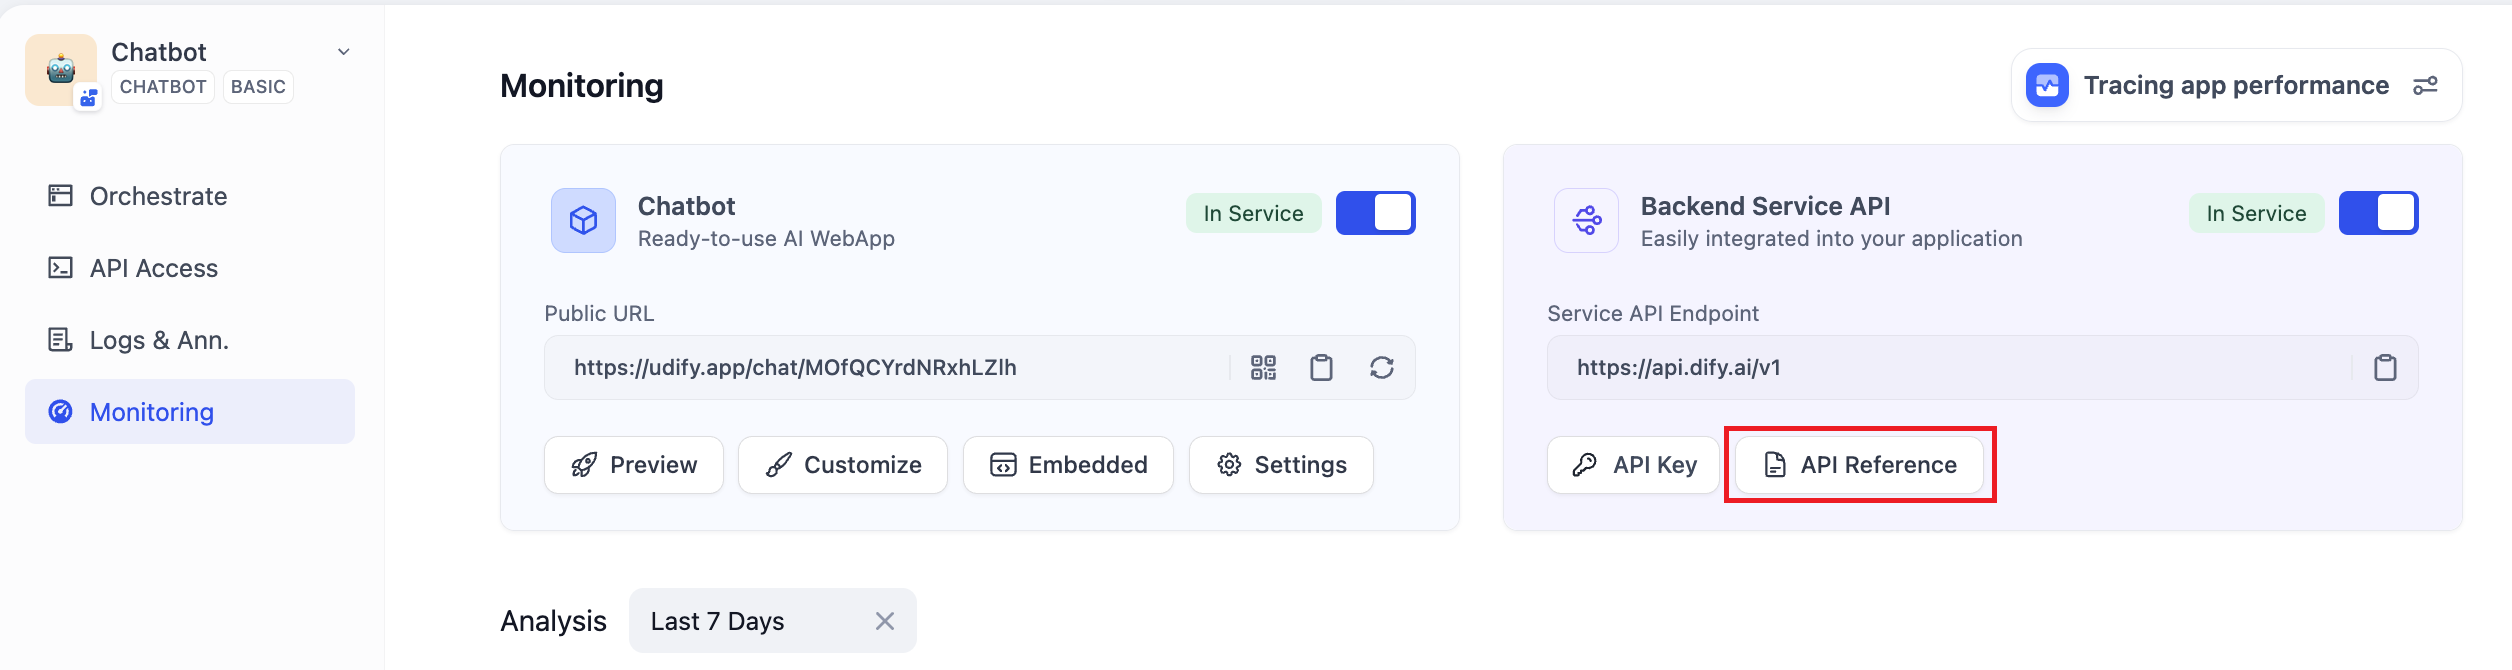 Chatbot
CHATBOT BASIC
Orchestrate
API Access
Logs & Ann.
Monitoring
Monitoring
Tracing app performance
Chatbot
Ready-to-use AI WebApp
In Service
Public URL
https://udify.app/chat/MOfQCYrdNRxhLZlh
Preview
Customize
Embedded
Settings
Backend Service API
Easily integrated into your application
In Service
Service API Endpoint
https://api.dify.ai/v1
API Key
API Reference
Analysis
Last 7 Days